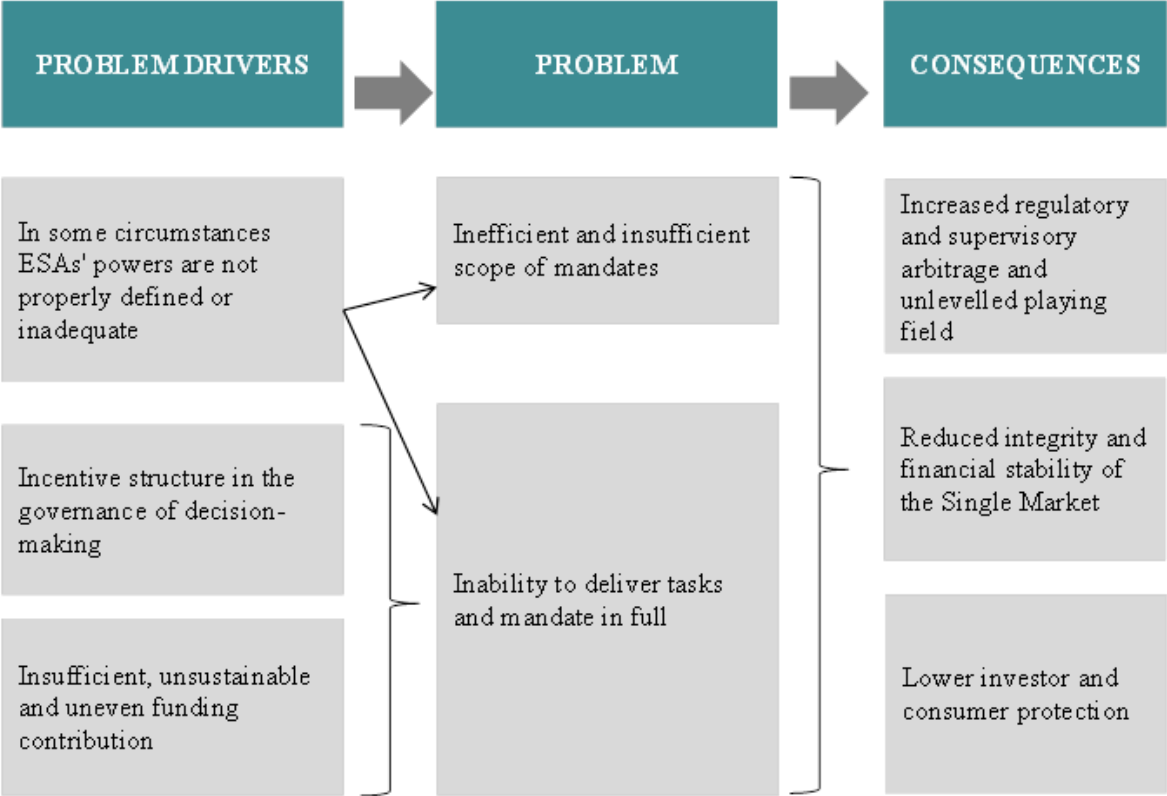 PROBLEM DRIVERS
PROBLEM
CONSEQUENCES
In some circumstances
ESAs' powers are not
properly defined or
inadequate
Incentive structure in the
governance of decision-
making
Insufficient, unsustainable
and uneven funding
contribution
Inefficient and insufficient
scope of mandates
Inability to deliver tasks
and mandate in full
Increased regulatory
and supervisory
arbitrage and
unlevelled playing
field
Reduced integrity and
financial stability of
the Single Market
Lower investor and
consumer protection